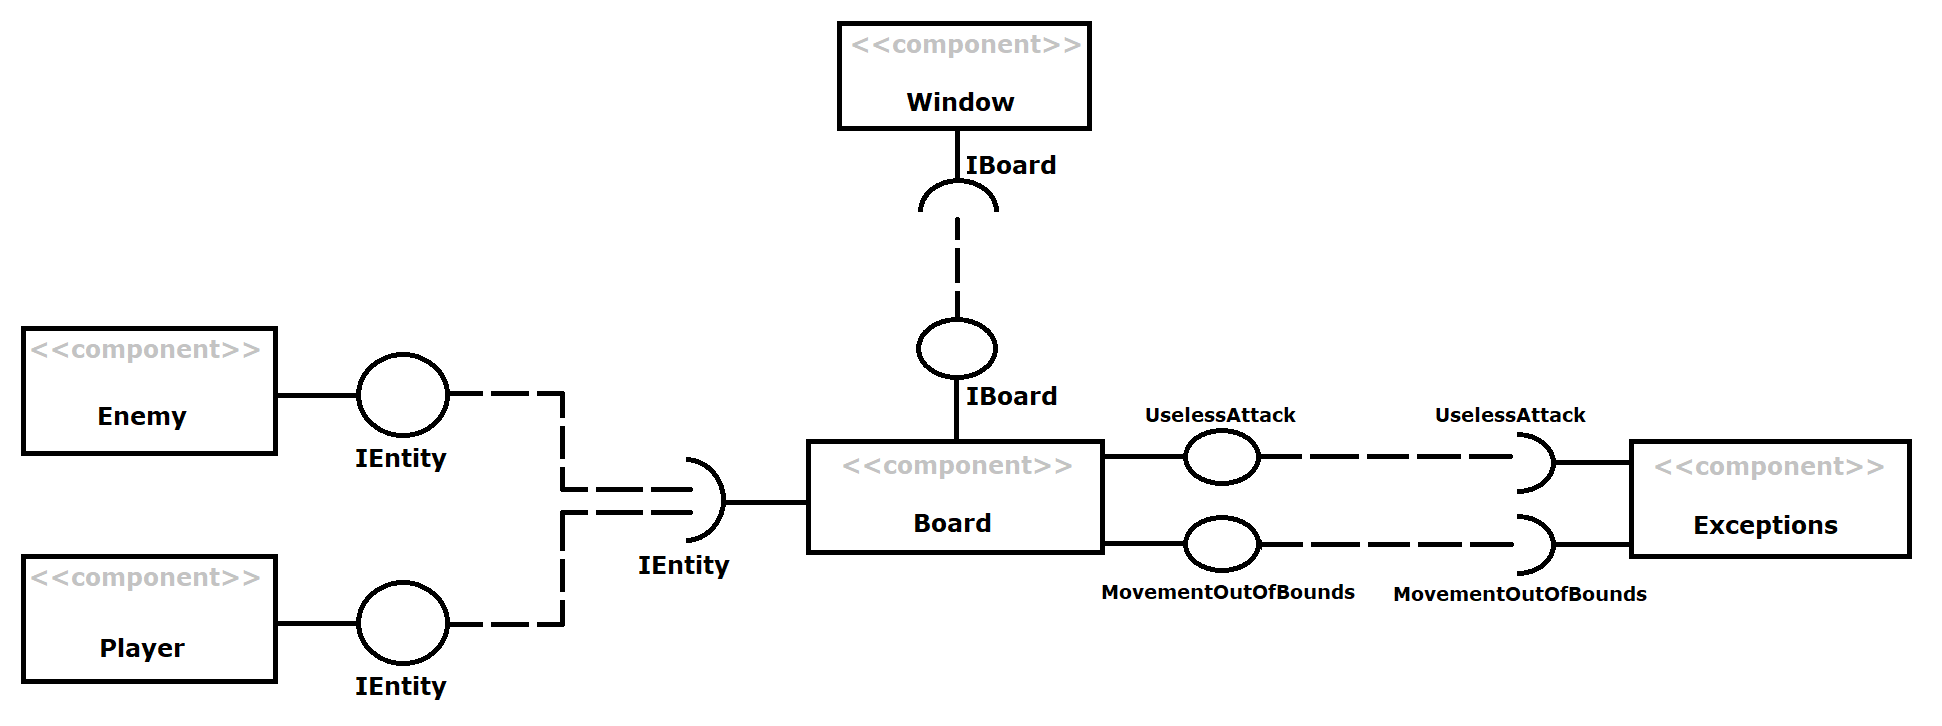 <<component>>
Window
IBoard
IBoard
<<component>>
Enemy
IEntity
<<component>>
Player
IEntity
IEntity
<<component>>
Board
UselessAttack
UselessAttack
MovementOutOfBounds
MovementOutOfBounds
<<component>>
Exceptions